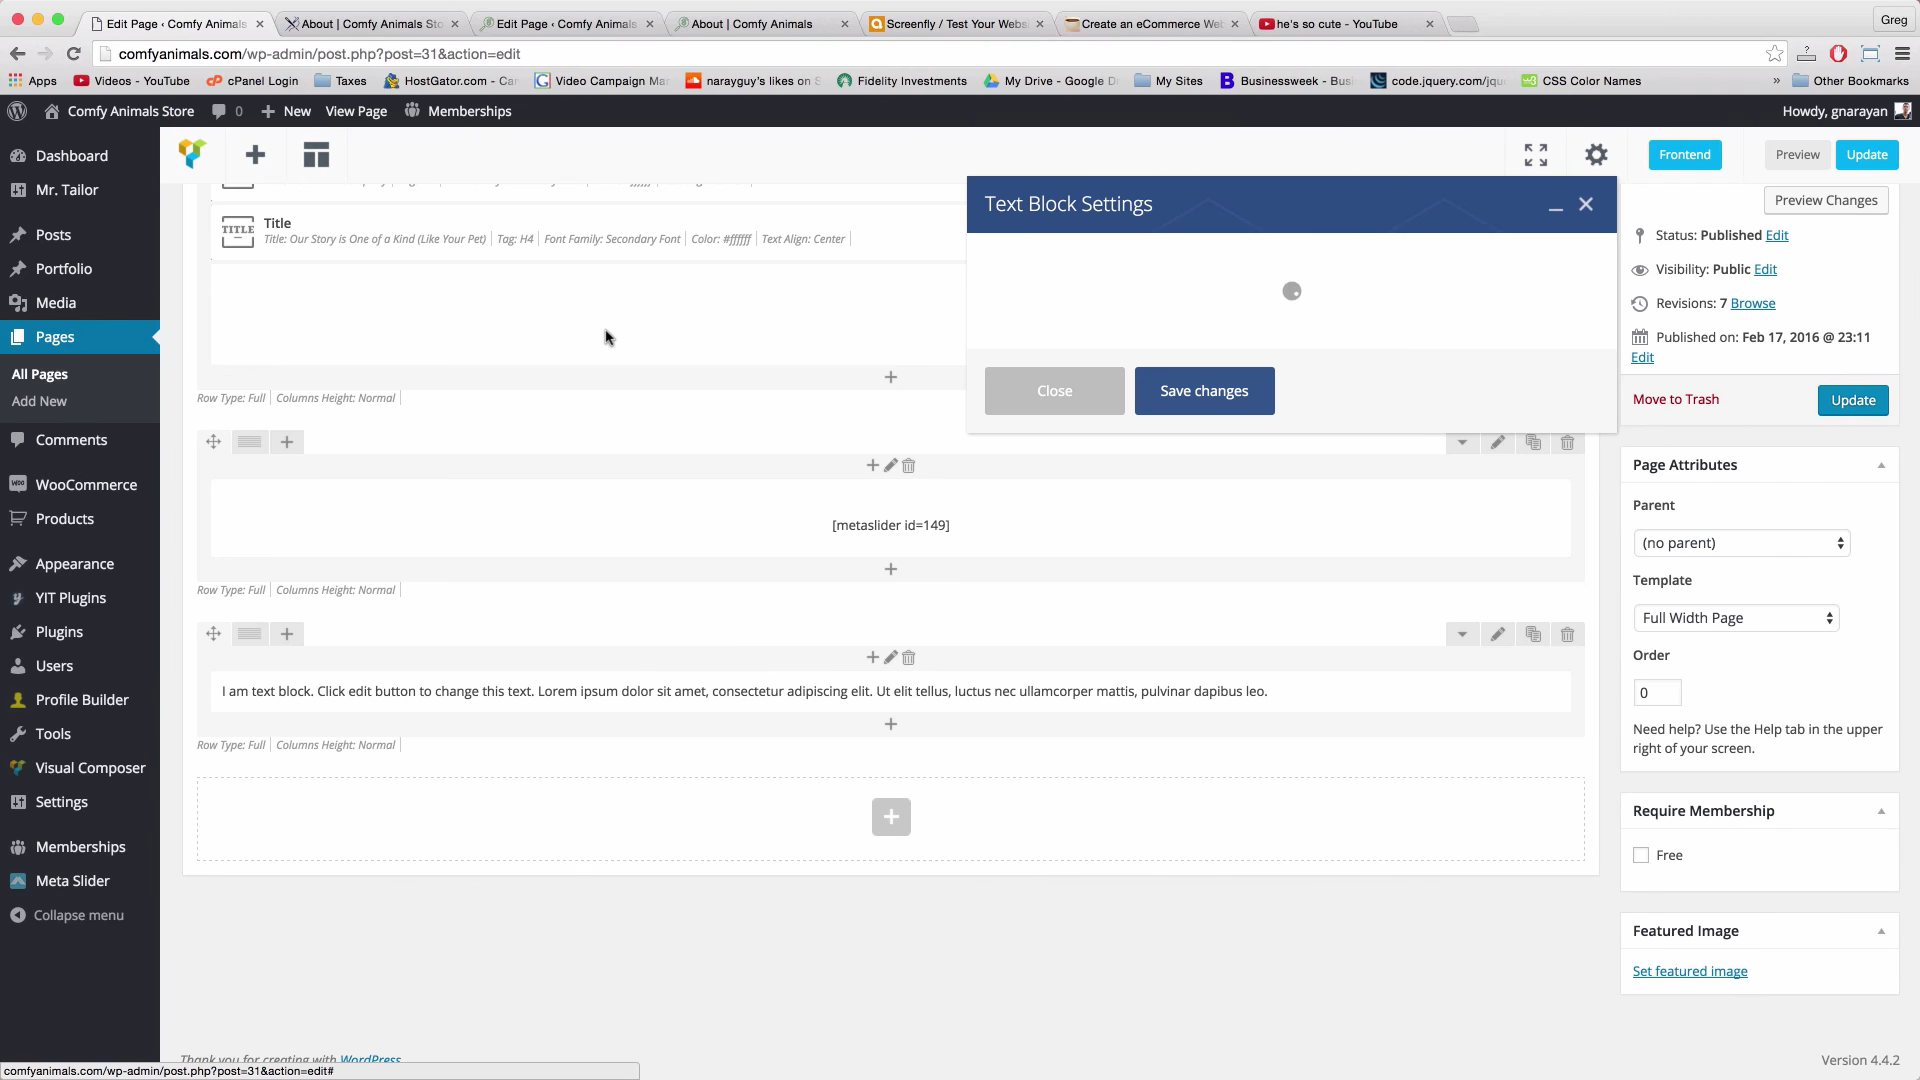 Edit Page ‹ Comfy Animals
About | Comfy Animals Sto
Edit Page ‹ Comfy Animals
About | Comfy Animals
Screenfly / Test Your Webs
Create an eCommerce Web
he's so cute - YouTube
Greg
comfyanimals.com/wp-admin/post.php?post=31&action=edit
Apps
Videos - YouTube
cPanel Login
Taxes
HostGator.com - Car
Video Campaign Man
narayguy's likes on S
Fidelity Investments
My Drive - Google D
My Sites
Businessweek - Busi
code.jquery.com/jqu
CSS Color Names
»
Other Bookmarks
Comfy Animals Store
0
New
View Page
Memberships
Howdy, gnarayan
Dashboard
Mr. Tailor
Posts
Portfolio
Media
Pages
All Pages
Add New
Comments
WooCommerce
Products
Appearance
YIT Plugins
Plugins
Users
Profile Builder
Tools
Visual Composer
Settings
Memberships
Meta Slider
Collapse menu
Frontend
Preview
Update
TITLE
Title
Title: Our Story is One of a Kind (Like Your Pet) | Tag: H4 | Font Family: Secondary Font | Color: #ffffff | Text Align: Center |
Row Type: Full | Columns Height: Normal |
Text Block Settings
Close
Save changes
[metaslider id=149]
Row Type: Full | Columns Height: Normal |
I am text block. Click edit button to change this text. Lorem ipsum dolor sit amet, consectetur adipiscing elit. Ut elit tellus, luctus nec ullamcorper mattis, pulvinar dapibus leo.
Row Type: Full | Columns Height: Normal |
Preview Changes
Status: Published Edit
Visibility: Public Edit
Revisions: 7 Browse
Published on: Feb 17, 2016 @ 23:11
Edit
Move to Trash
Update
Page Attributes
Parent
(no parent)
Template
Full Width Page
Order
0
Need help? Use the Help tab in the upper
right of your screen.
Require Membership
Free
Featured Image
Set featured image
Thank you for creating with WordPress
Version 4.4.2
comfyanimals.com/wp-admin/post.php?post=31&action=edit#